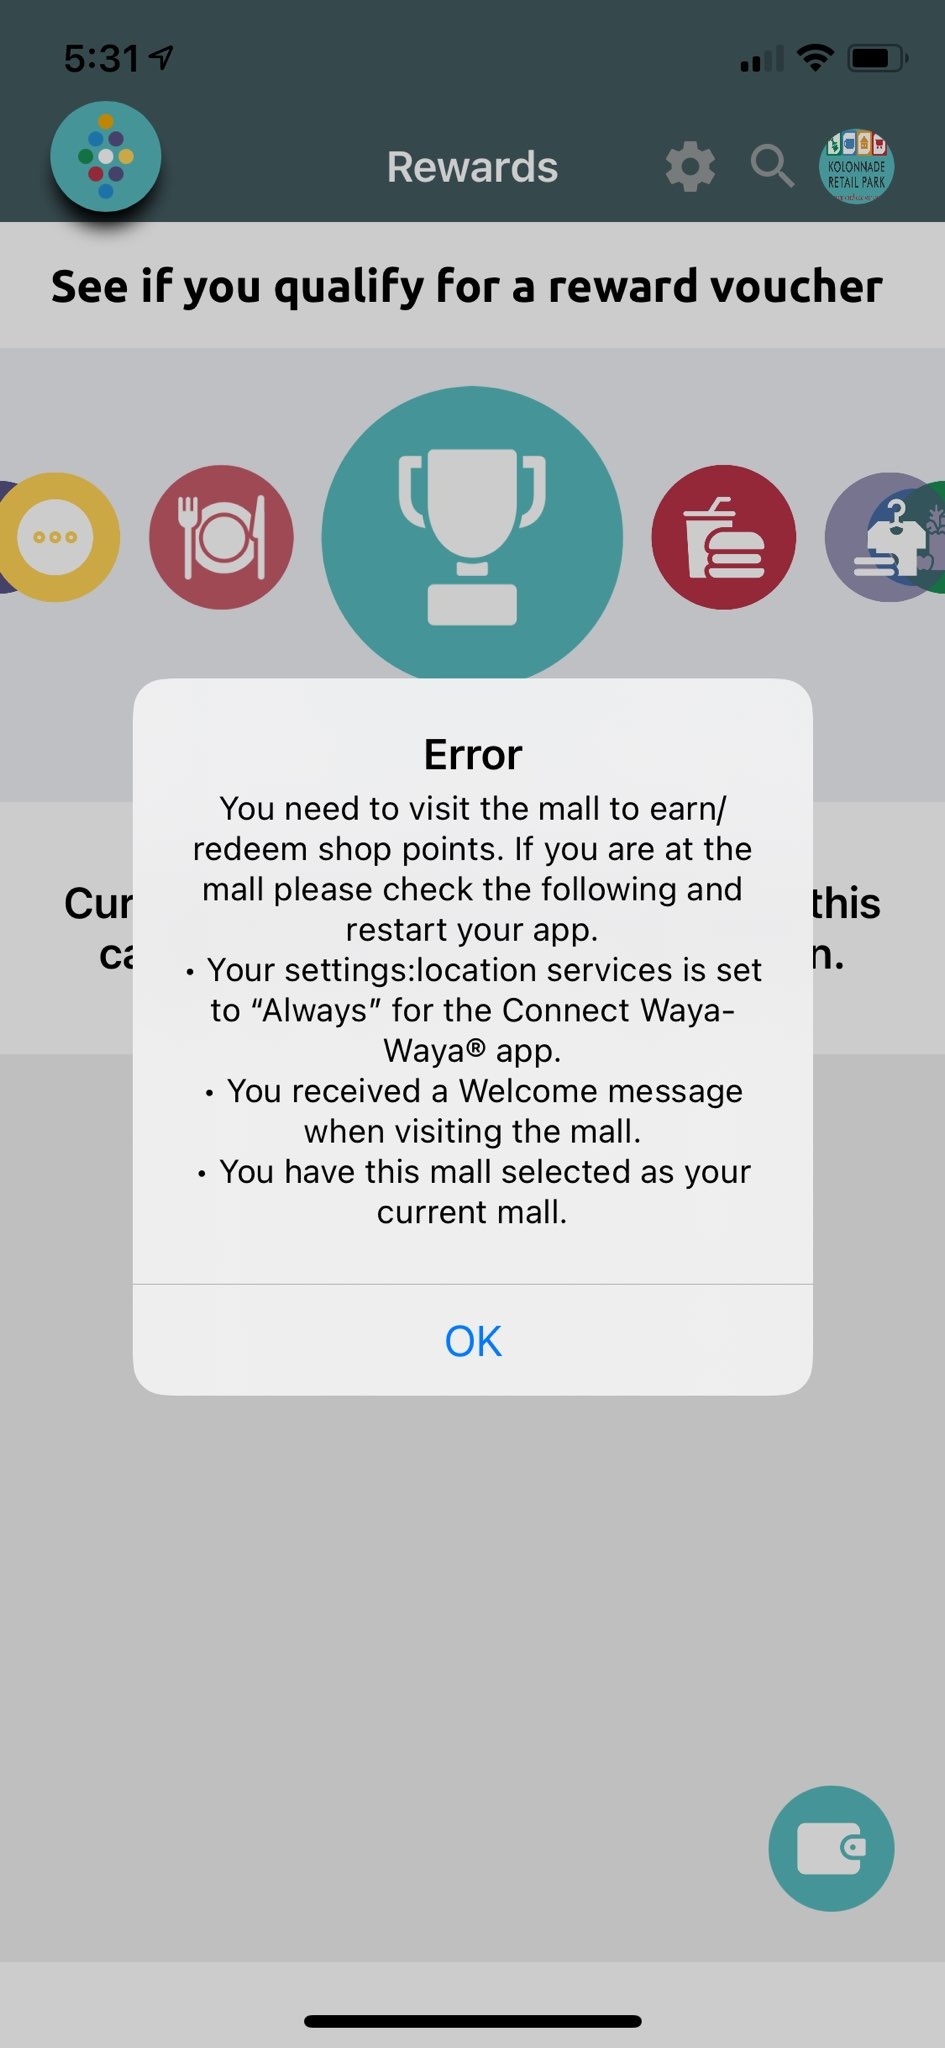 5:31
Rewards
KOLONNADE
RETAIL PARK
See if you qualify for a reward voucher
Error
You need to visit the mall to earn/
redeem shop points. If you are at the
mall please check the following and
restart your app.
• Your settings:location services is set
to “Always” for the Connect Waya-
Waya® app.
• You received a Welcome message
when visiting the mall.
• You have this mall selected as your
current mall.
this
OK